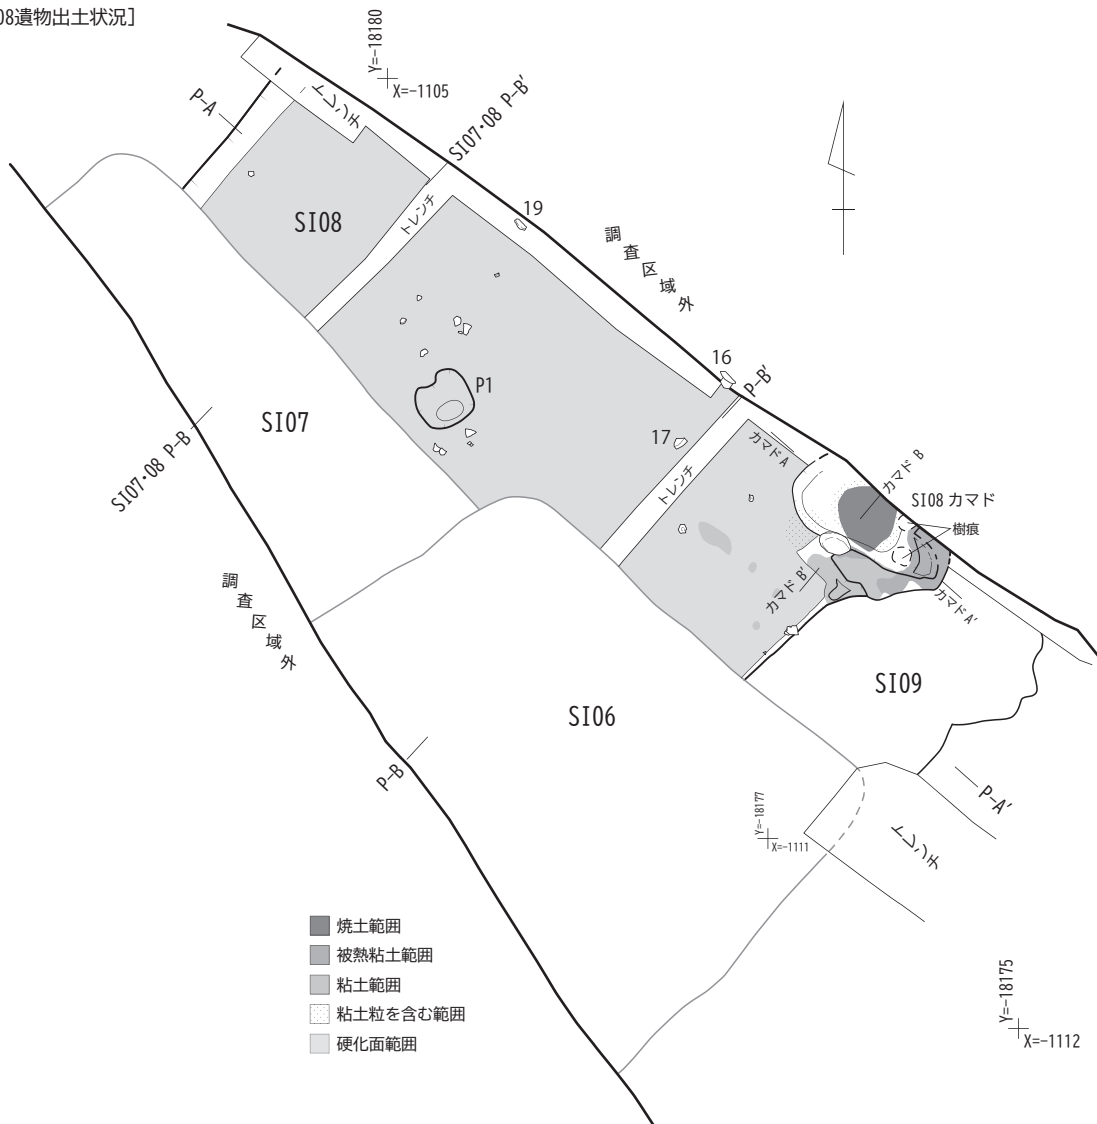 08遺物出土状況］
Y=-18180
X=-1105
P-A
トレンチ
SI07・08 P-B′
SI08
トレンチ
19
調査区域外
16
P-B′
P1
SI07
17
カマドA
トレンチ
カマド B
SI08 カマド
樹痕
SI07・08 P-B
カマド B′
カマドA′
調査区域外
SI09
SI06
P-B
Y=-18177
X=-1111
P-A′
トレンチ
焼土範囲
被熱粘土範囲
粘土範囲
粘土粒を含む範囲
硬化面範囲
Y=-18175
X=-1112